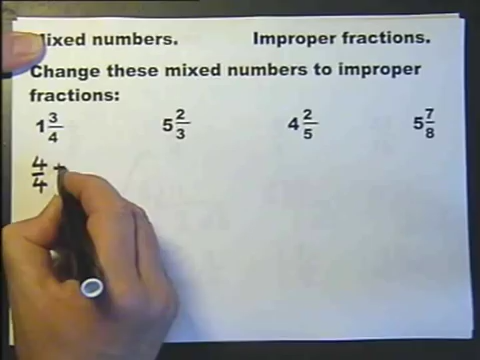 Mixed numbers. Improper fractions.
Change these mixed numbers to improper
fractions:
1 3/4 5 2/3 4 2/5 5 7/8
4/4 +